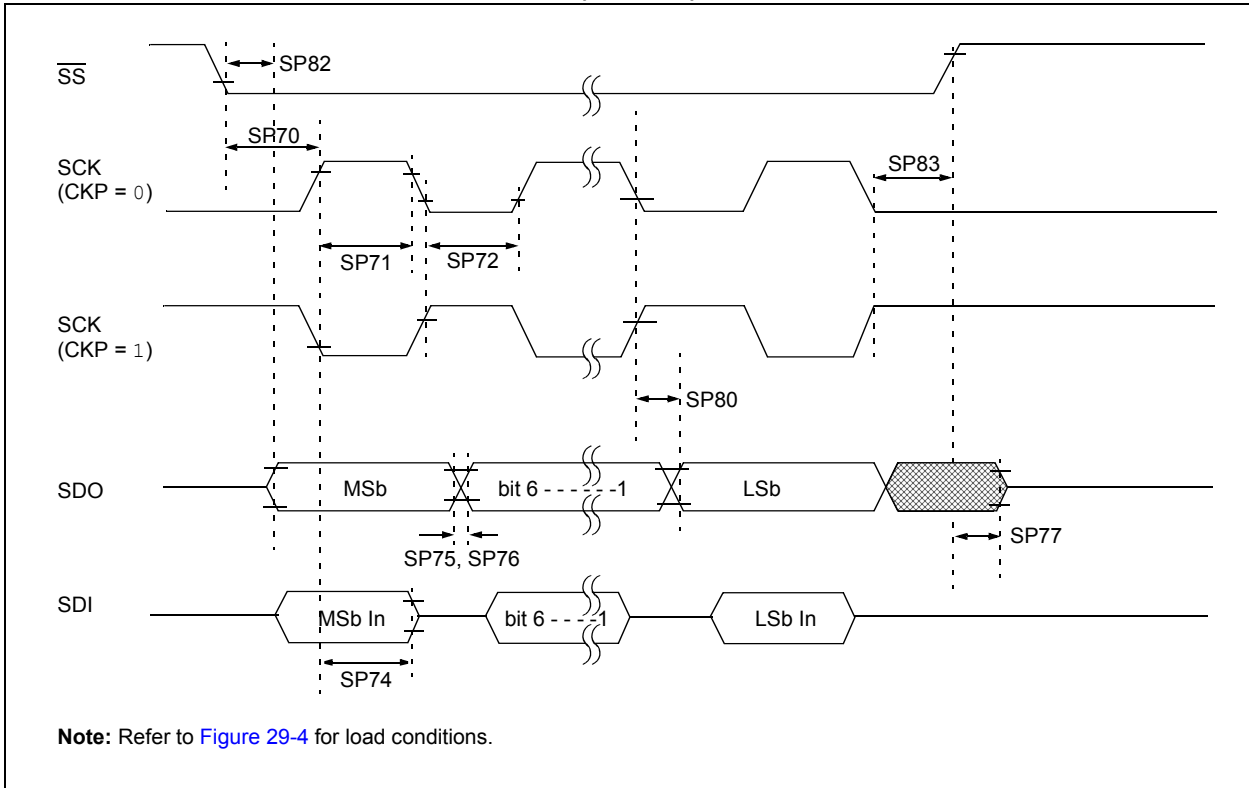 SP82
SS
SP70
SCK
(CKP = 0)
SP83
SP71
SP72
SCK
(CKP = 1)
SP80
SDO
MSb
bit 6 - - - - - -1
LSb
SP77
SP75, SP76
SDI
MSb In
bit 6 - - - -1
LSb In
SP74
Note: Refer to Figure 29-4 for load conditions.